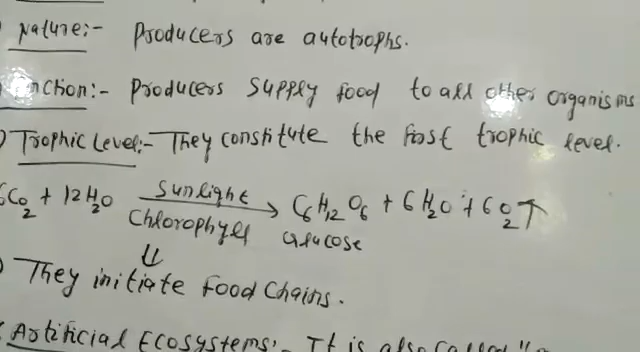 Nature:- Producers are autotrophs.
Function:- Producers supply food to all other organisms
) Trophic Level:- They constitute the first trophic level.
6CO2 + 12H2O Sunlight Chlorophyll → C6H12O6 + 6H2O + 6O2↑
Glucose
⇓
) They initiate food chains.
Artificial Ecosystems:- It is also called